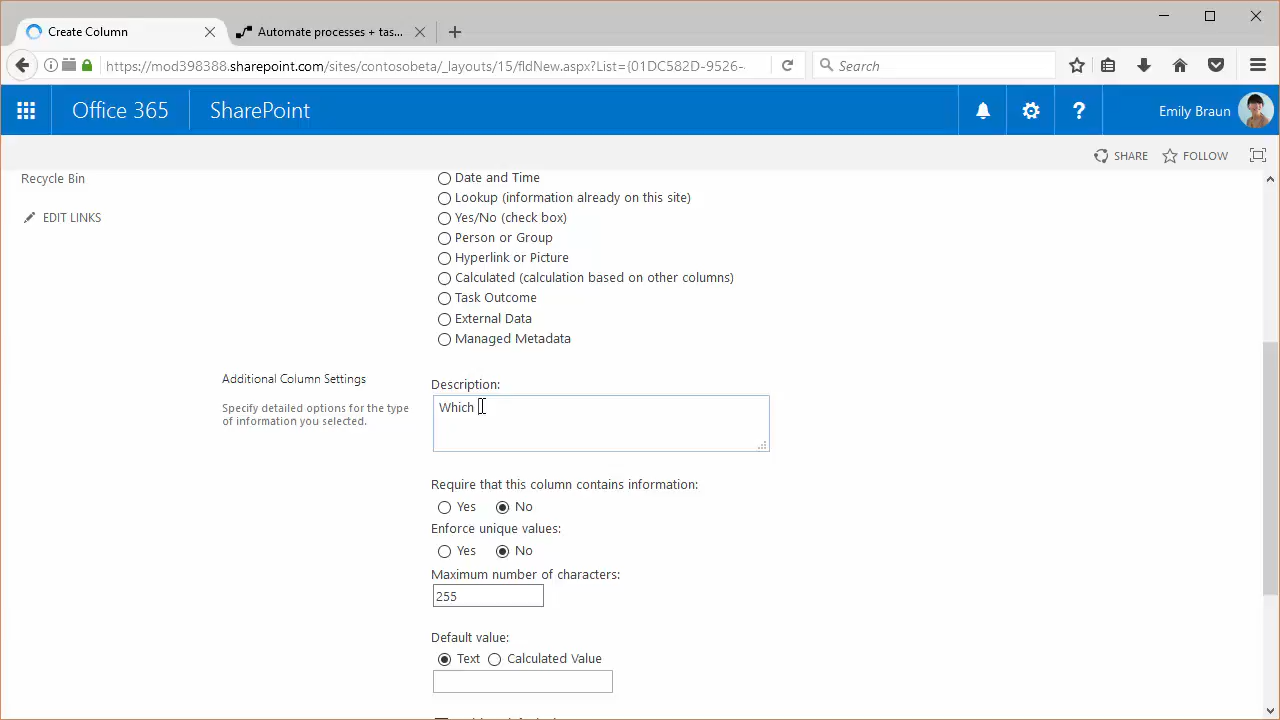 Create Column
Automate processes + tas...
https://mod398388.sharepoint.com/sites/contosobeta/_layouts/15/fldNew.aspx?List={01DC582D-9526-
Search
Office 365
SharePoint
Emily Braun
SHARE
FOLLOW
Recycle Bin
EDIT LINKS
Date and Time
Lookup (information already on this site)
Yes/No (check box)
Person or Group
Hyperlink or Picture
Calculated (calculation based on other columns)
Task Outcome
External Data
Managed Metadata
Additional Column Settings
Specify detailed options for the type
of information you selected.
Description:
Which
Require that this column contains information:
Yes No
Enforce unique values:
Yes No
Maximum number of characters:
255
Default value:
Text Calculated Value